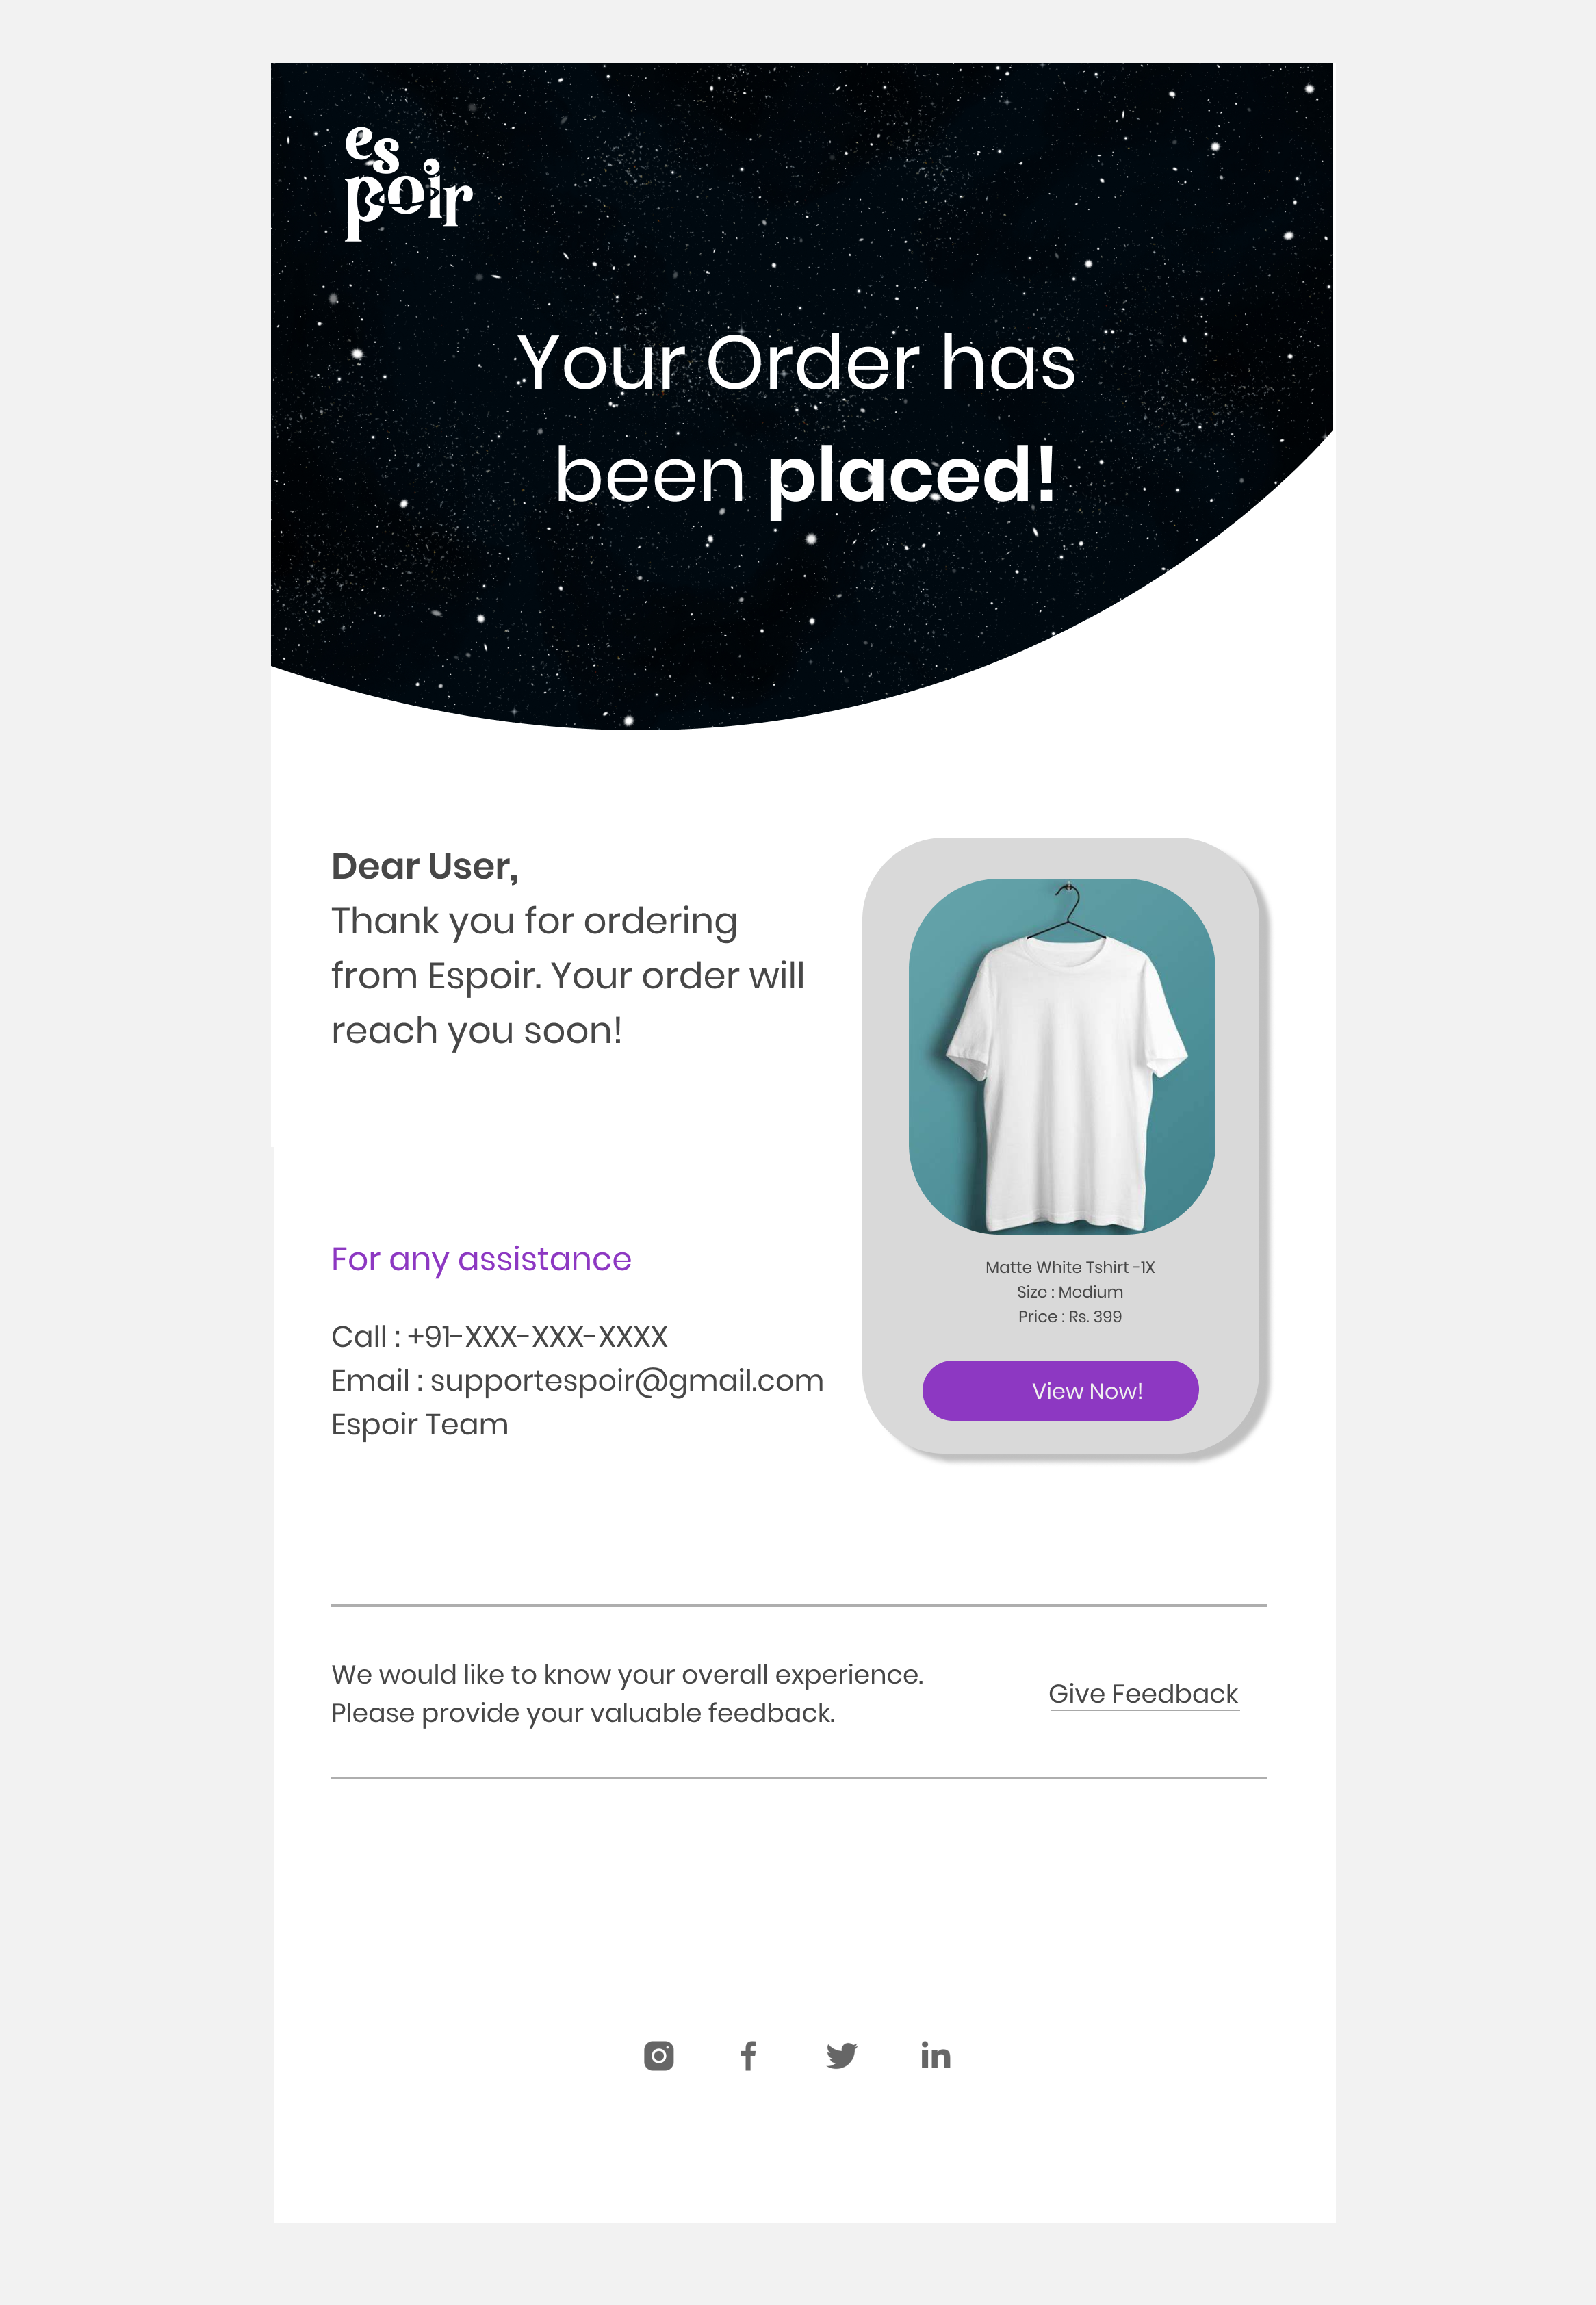 es
poir
Your Order has
been placed!
Dear User,
Thank you for ordering
from Espoir. Your order will
reach you soon!
For any assistance
Call : +91-XXX-XXX-XXXX
Email : supportespoir@gmail.com
Espoir Team
Matte White Tshirt -1X
Size : Medium
Price : Rs. 399
View Now!
We would like to know your overall experience.
Please provide your valuable feedback.
Give Feedback